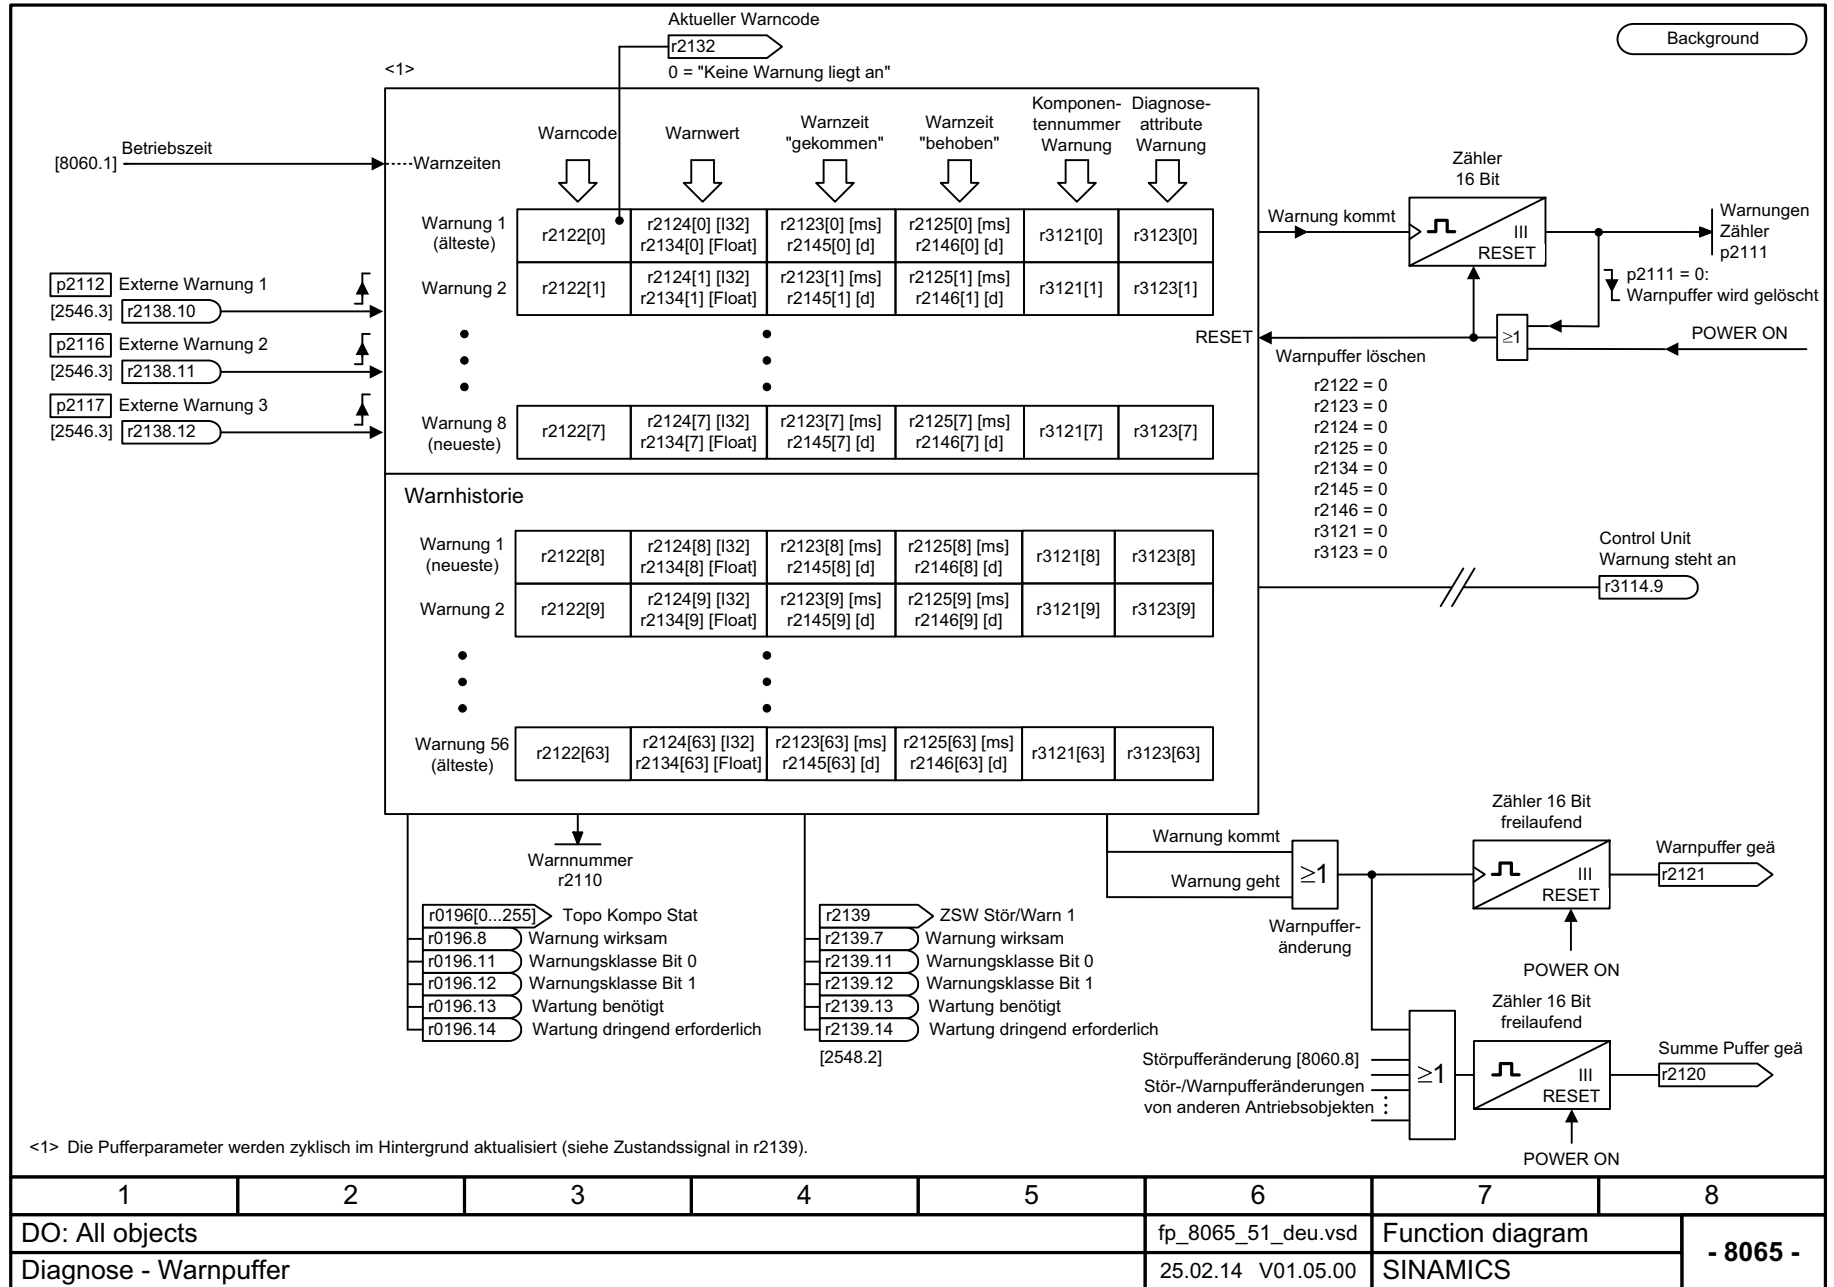 Aktueller Warncode
r2132
0 = "Keine Warnung liegt an"
Background
<1>
Betriebszeit
[8060.1]
Warnzeiten
Warncode
Warnwert
Warnzeit
"gekommen"
Warnzeit
"behoben"
Komponen-
tennummer
Warnung
Diagnose-
attribute
Warnung
Warnung 1
(älteste)
r2122[0]
r2124[0] [I32]
r2134[0] [Float]
r2123[0] [ms]
r2145[0] [d]
r2125[0] [ms]
r2146[0] [d]
r3121[0]
r3123[0]
Warnung 2
r2122[1]
r2124[1] [I32]
r2134[1] [Float]
r2123[1] [ms]
r2145[1] [d]
r2125[1] [ms]
r2146[1] [d]
r3121[1]
r3123[1]
Warnung 8
(neueste)
r2122[7]
r2124[7] [I32]
r2134[7] [Float]
r2123[7] [ms]
r2145[7] [d]
r2125[7] [ms]
r2146[7] [d]
r3121[7]
r3123[7]
p2112 Externe Warnung 1
[2546.3] r2138.10
p2116 Externe Warnung 2
[2546.3] r2138.11
p2117 Externe Warnung 3
[2546.3] r2138.12
Warnung kommt
Zähler
16 Bit
III
RESET
Warnungen
Zähler
p2111
p2111 = 0:
Warnpuffer wird gelöscht
≥1
POWER ON
RESET
Warnpuffer löschen
r2122 = 0
r2123 = 0
r2124 = 0
r2125 = 0
r2134 = 0
r2145 = 0
r2146 = 0
r3121 = 0
r3123 = 0
Warnhistorie
Warnung 1
(neueste)
r2122[8]
r2124[8] [I32]
r2134[8] [Float]
r2123[8] [ms]
r2145[8] [d]
r2125[8] [ms]
r2146[8] [d]
r3121[8]
r3123[8]
Warnung 2
r2122[9]
r2124[9] [I32]
r2134[9] [Float]
r2123[9] [ms]
r2145[9] [d]
r2125[9] [ms]
r2146[9] [d]
r3121[9]
r3123[9]
Warnung 56
(älteste)
r2122[63]
r2124[63] [I32]
r2134[63] [Float]
r2123[63] [ms]
r2145[63] [d]
r2125[63] [ms]
r2146[63] [d]
r3121[63]
r3123[63]
Control Unit
Warnung steht an
r3114.9
Warnnummer
r2110
r0196[0...255] Topo Kompo Stat
r0196.8 Warnung wirksam
r0196.11 Warnungsklasse Bit 0
r0196.12 Warnungsklasse Bit 1
r0196.13 Wartung benötigt
r0196.14 Wartung dringend erforderlich
r2139 ZSW Stör/Warn 1
r2139.7 Warnung wirksam
r2139.11 Warnungsklasse Bit 0
r2139.12 Warnungsklasse Bit 1
r2139.13 Wartung benötigt
r2139.14 Wartung dringend erforderlich
[2548.2]
Warnung kommt
Warnung geht
≥1
Warnpuffer-
änderung
Zähler 16 Bit
freilaufend
III
RESET
POWER ON
Warnpuffer geä
r2121
Störpufferänderung [8060.8]
Stör-/Warnpufferänderungen
von anderen Antriebsobjekten
≥1
Zähler 16 Bit
freilaufend
III
RESET
POWER ON
Summe Puffer geä
r2120
<1> Die Pufferparameter werden zyklisch im Hintergrund aktualisiert (siehe Zustandssignal in r2139).
1 2 3 4 5 6 7 8
DO: All objects
fp_8065_51_deu.vsd
Function diagram
- 8065 -
Diagnose - Warnpuffer
25.02.14 V01.05.00
SINAMICS